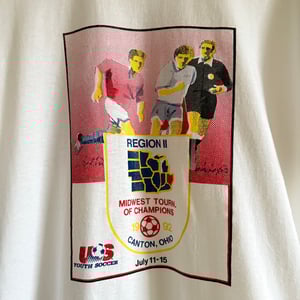 REGION II
MIDWEST TOURN.
OF CHAMPIONS
19 92
CANTON, OHIO
US
YOUTH SOCCER
July 11-15